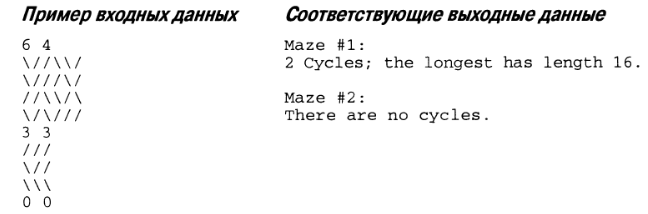 Пример входных данных
6 4
\//\\/
\///\/
//\\/\
\/\///
3 3
///
\//
\\\
0 0
Соответствующие выходные данные
Maze #1:
2 Cycles; the longest has length 16.
Maze #2:
There are no cycles.